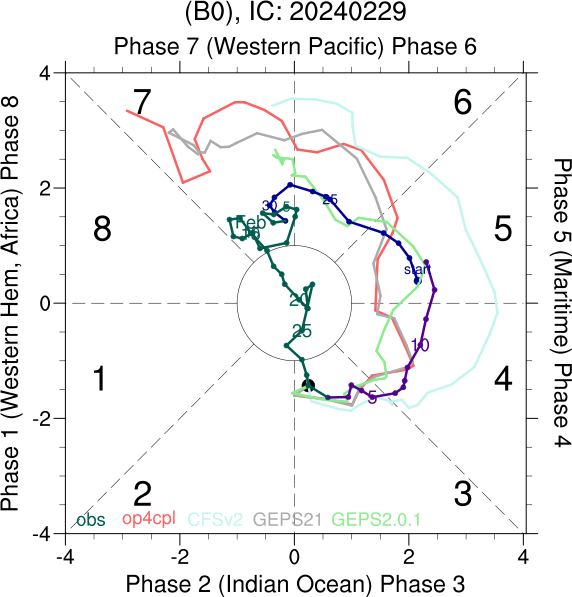 (B0), IC: 20240229
Phase 7 (Western Pacific) Phase 6
Phase 1 (Western Hem, Africa) Phase 8
Phase 5 (Maritime) Phase 4
4
2
0
-2
-4
7
6
8
5
1
4
2
3
30 5
25
Feb
15
start
20
25
10
5
obs op4cpl CFSv2 GEPS21 GEPS2.0.1
-4 -2 0 2 4
Phase 2 (Indian Ocean) Phase 3